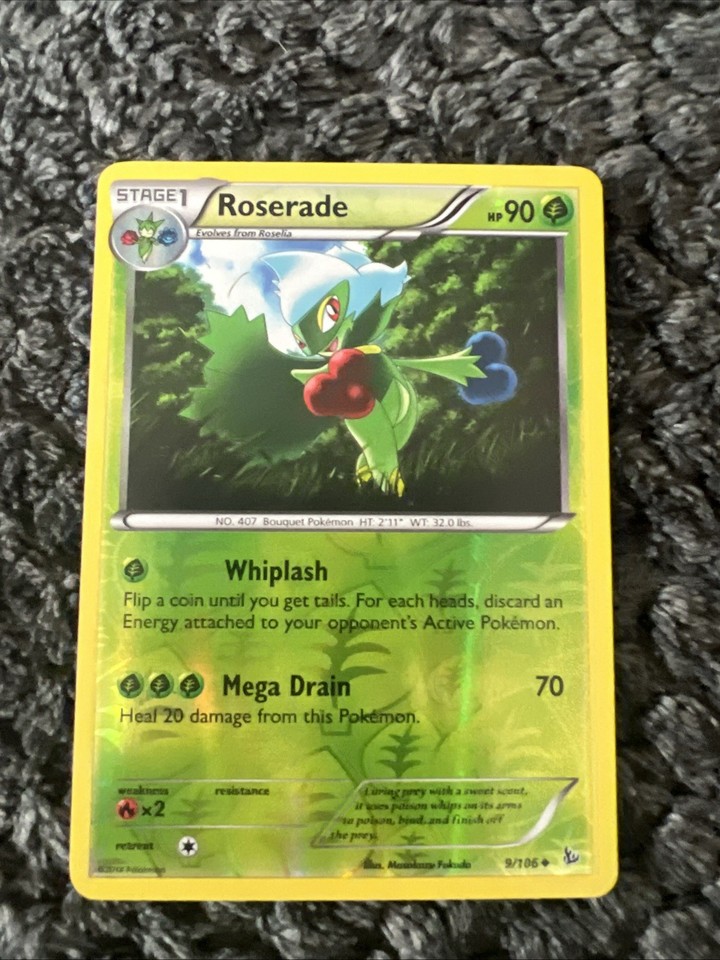 STAGE1 Roserade HP 90
Evolves from Roselia
NO. 407 Bouquet Pokémon HT: 2'11" WT: 32.0 lbs.
Whiplash
Flip a coin until you get tails. For each heads, discard an
Energy attached to your opponent's Active Pokémon.
Mega Drain 70
Heal 20 damage from this Pokémon.
weakness resistance
×2
Luring prey with a sweet scent,
it uses poison whips on its arms
to poison, bind, and finish off
the prey.
retreat
Illus. Masakazu Fukuda 9/106